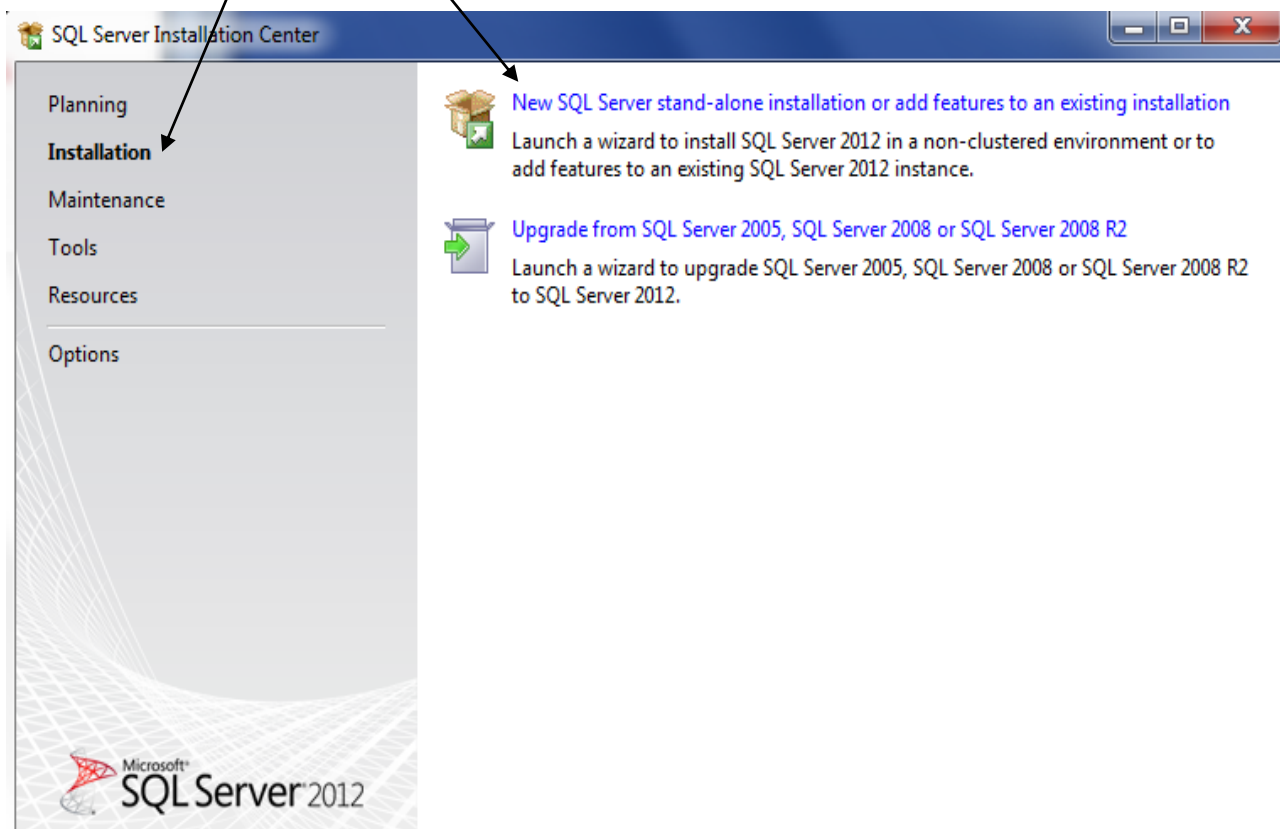 SQL Server Installation Center
Planning
Installation
Maintenance
Tools
Resources
Options
New SQL Server stand-alone installation or add features to an existing installation
Launch a wizard to install SQL Server 2012 in a non-clustered environment or to
add features to an existing SQL Server 2012 instance.
Upgrade from SQL Server 2005, SQL Server 2008 or SQL Server 2008 R2
Launch a wizard to upgrade SQL Server 2005, SQL Server 2008 or SQL Server 2008 R2
to SQL Server 2012.
Microsoft
SQL Server 2012